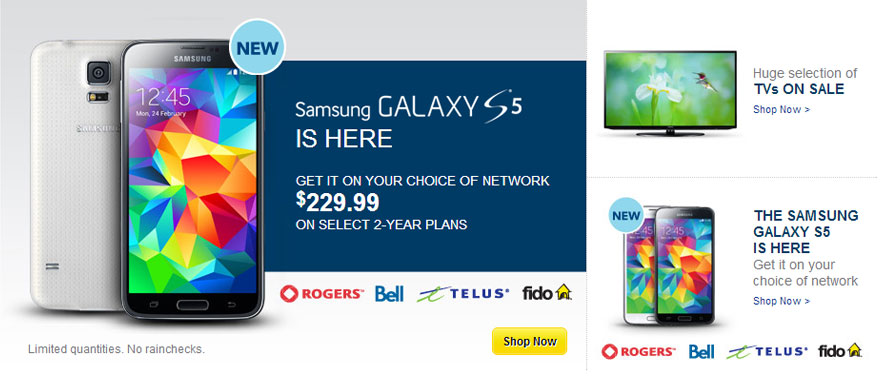 NEW
SAMSUNG
12:45
Mon, 24 February
SAMSUNG
Samsung GALAXY S5
IS HERE
GET IT ON YOUR CHOICE OF NETWORK
$229.99
ON SELECT 2-YEAR PLANS
ROGERS™ Bell TELUS® fido
Limited quantities. No rainchecks.
Shop Now
Huge selection of
TVs ON SALE
Shop Now >
NEW
THE SAMSUNG
GALAXY S5
IS HERE
Get it on your
choice of network
Shop Now >
ROGERS™ Bell TELUS® fido